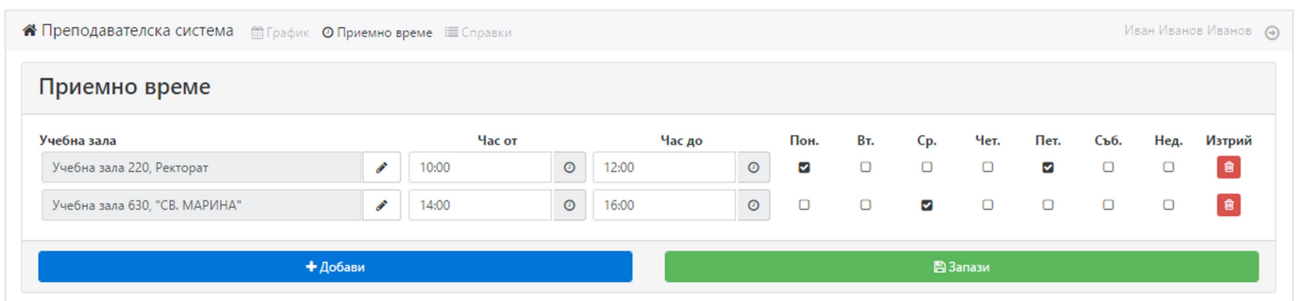 Преподавателска система График Приемно време Справки Иван Иванов Иванов
Приемно време
Учебна зала Час от Час до Пон. Вт. Ср. Чет. Пет. Съб. Нед. Изтрий
Учебна зала 220, Ректорат 10:00 12:00
Учебна зала 630, "СВ. МАРИНА" 14:00 16:00
Добави Запази